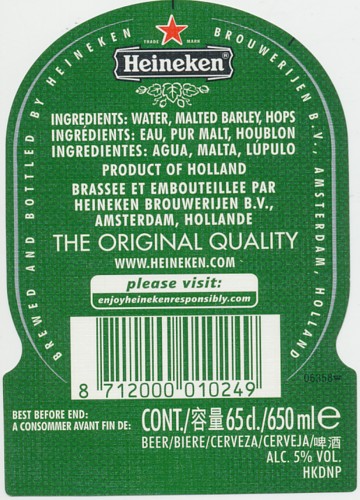 BREWED AND BOTTLED BY HEINEKEN BROUWERIJEN B.V., AMSTERDAM, HOLLAND
TRADE MARK
Heineken
INGREDIENTS: WATER, MALTED BARLEY, HOPS
INGRÉDIENTS: EAU, PUR MALT, HOUBLON
INGREDIENTES: AGUA, MALTA, LÚPULO
PRODUCT OF HOLLAND
BRASSEE ET EMBOUTEILLEE PAR
HEINEKEN BROUWERIJEN B.V.,
AMSTERDAM, HOLLANDE
THE ORIGINAL QUALITY
WWW.HEINEKEN.COM
please visit:
enjoyheinekenresponsibly.com
8 712000 010249
BEST BEFORE END:
A CONSOMMER AVANT FIN DE:
CONT./容量 65 cl./650 ml e
BEER/BIERE/CERVEZA/CERVEJA/啤酒
ALC. 5% VOL.
HKDNP